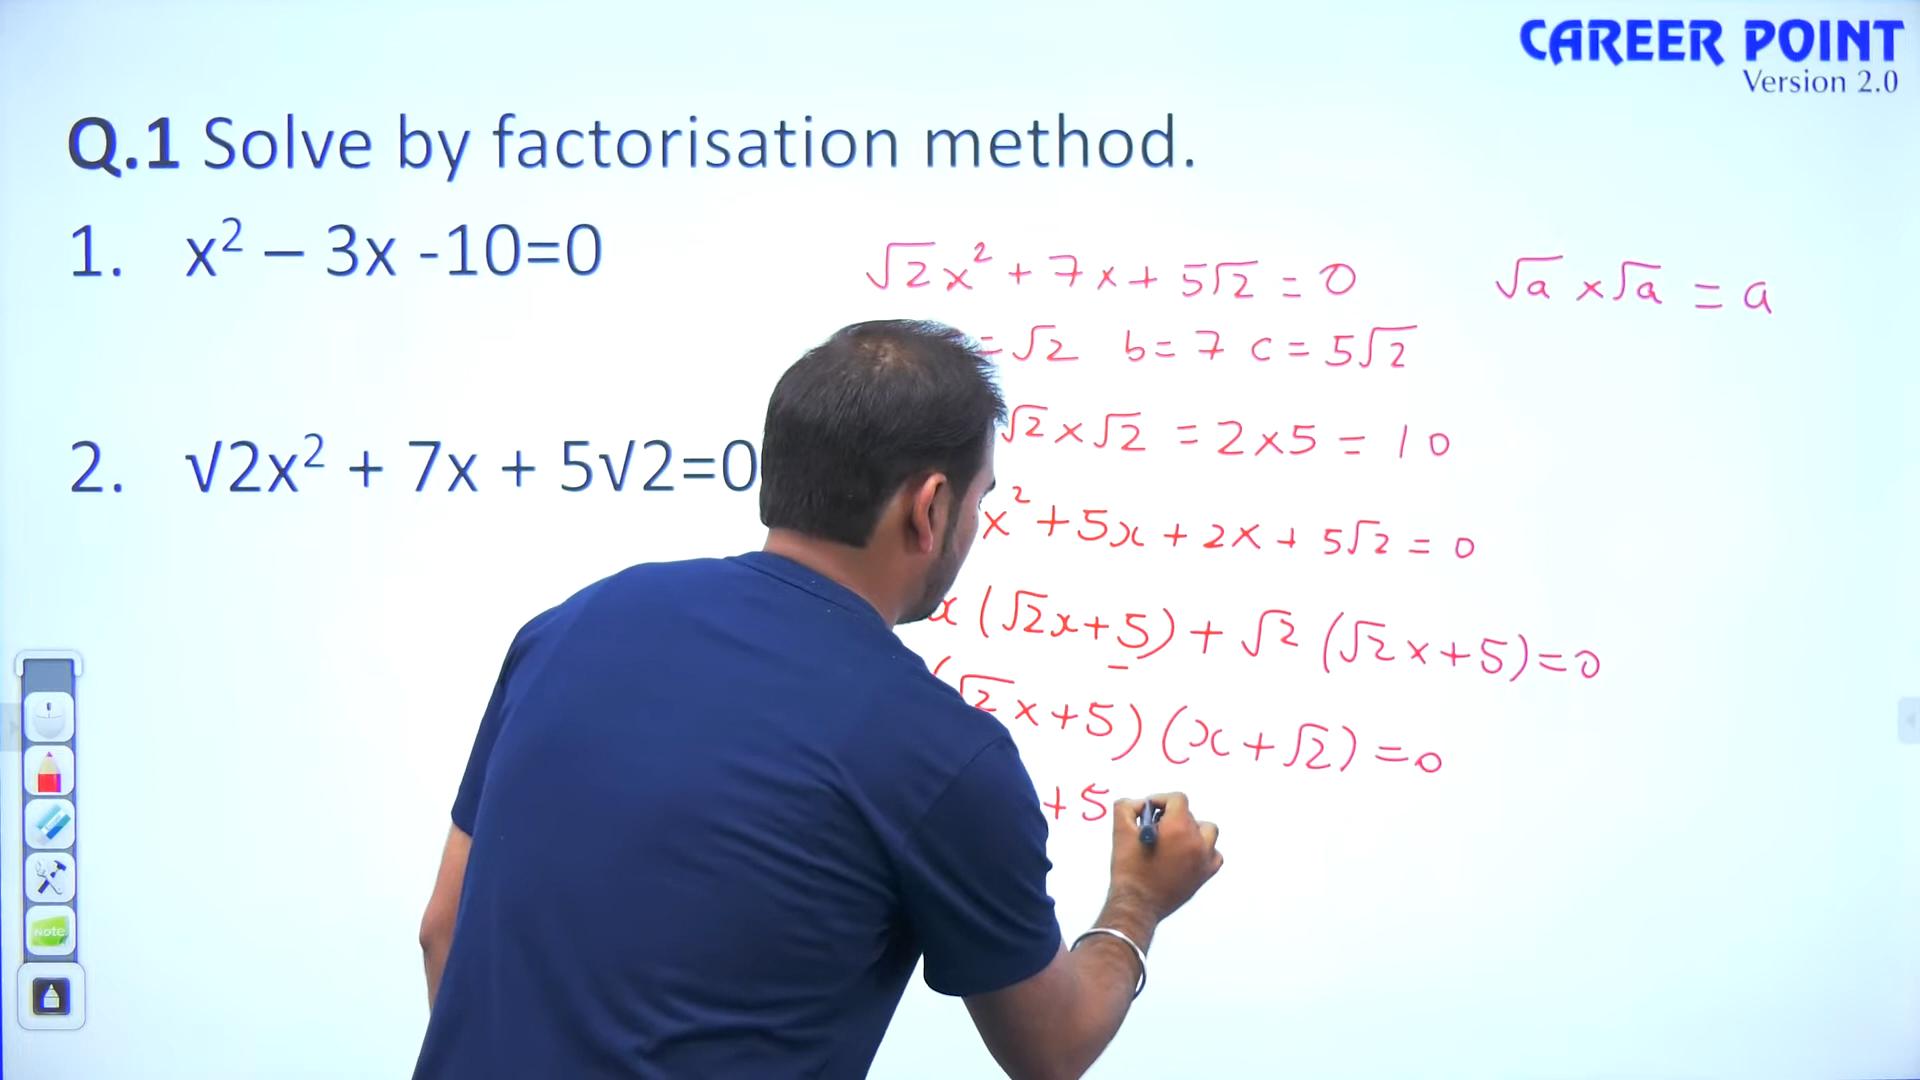 CAREER POINT
Version 2.0
Q.1 Solve by factorisation method.
1. x² – 3x -10=0
2. √2x² + 7x + 5√2=0
√2x² + 7x + 5√2 = 0
√a x √a = a
= √2 b = 7 c = 5√2
√2 x √2 = 2 x 5 = 10
x² + 5x + 2x + 5√2 = 0
x (√2x + 5) + √2 (√2x + 5) = 0
(√2x + 5) (x + √2) = 0
+ 5
NOTE